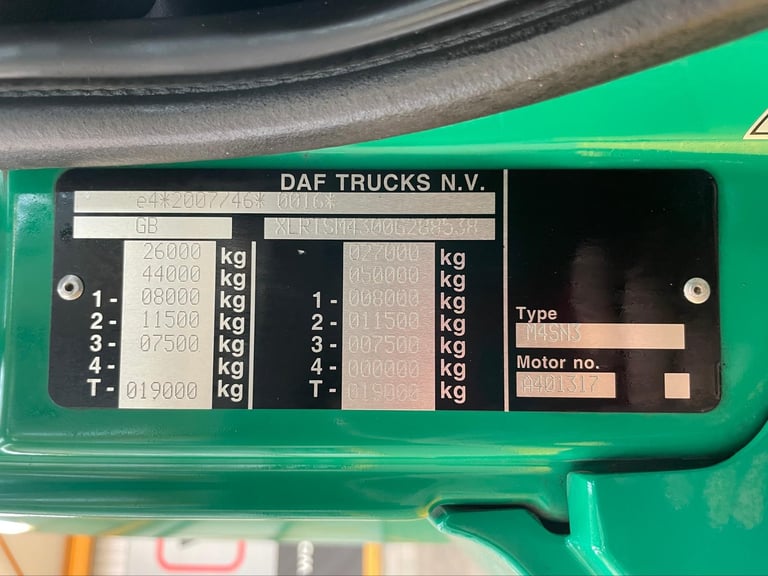 DAF TRUCKS N.V.
e4*2007/46* 0016*
GB XLRTSM4300G288538
26000 kg 027000 kg
44000 kg 050000 kg
1- 08000 kg 1- 008000 kg
2- 11500 kg 2- 011500 kg
3- 07500 kg 3- 007500 kg
4- kg 4- 000000 kg
T- 019000 kg T- 019000 kg
Type
M4SN3
Motor no.
A401317